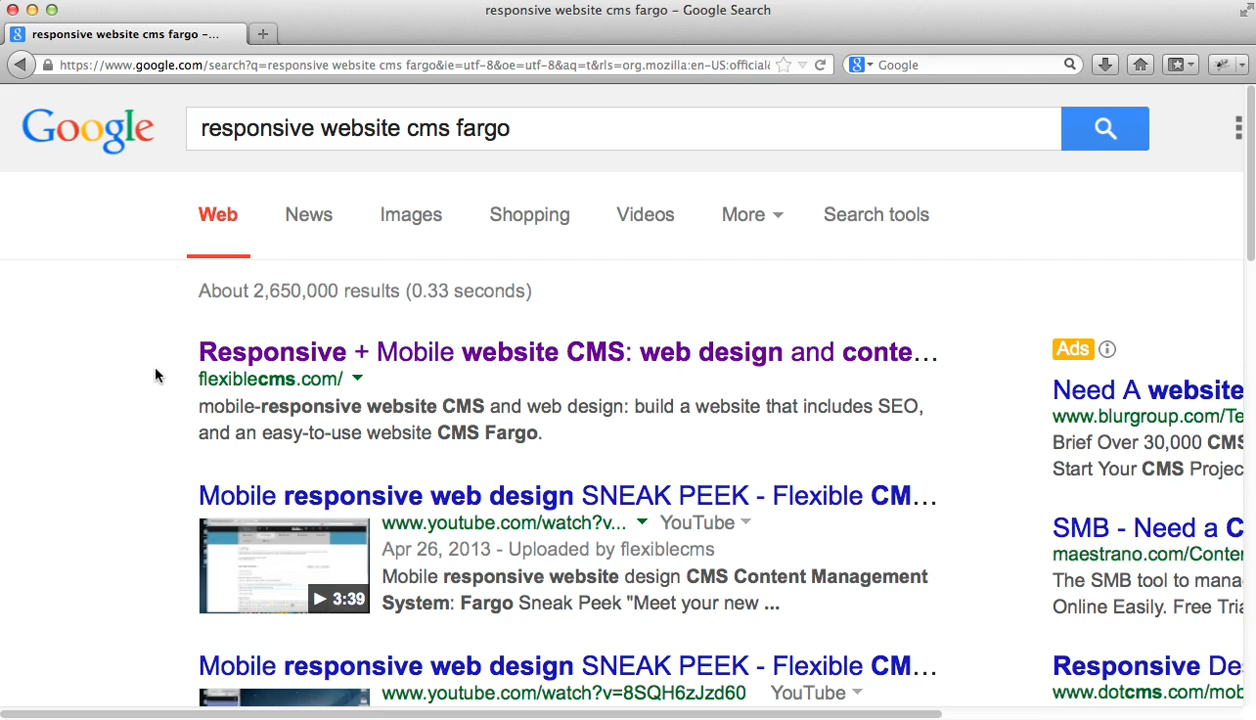 responsive website cms fargo – Google Search
responsive website cms fargo –...
https://www.google.com/search?q=responsive website cms fargo&ie=utf-8&oe=utf-8&aq=t&rls=org.mozilla:en-US:official&
Google
Google
responsive website cms fargo
Web News Images Shopping Videos More Search tools
About 2,650,000 results (0.33 seconds)
Responsive + Mobile website CMS: web design and conte...
flexiblecms.com/
mobile-responsive website CMS and web design: build a website that includes SEO,
and an easy-to-use website CMS Fargo.
Mobile responsive web design SNEAK PEEK - Flexible CM...
www.youtube.com/watch?v... YouTube
Apr 26, 2013 - Uploaded by flexiblecms
Mobile responsive website design CMS Content Management
System: Fargo Sneak Peek "Meet your new ...
3:39
Mobile responsive web design SNEAK PEEK - Flexible CM...
www.youtube.com/watch?v=8SQH6zJzd60 YouTube
Ads
Need A website
www.blurgroup.com/Te
Brief Over 30,000 CMS
Start Your CMS Projec
SMB - Need a C
maestrano.com/Conter
The SMB tool to mana
Online Easily. Free Tria
Responsive De
www.dotcms.com/mob